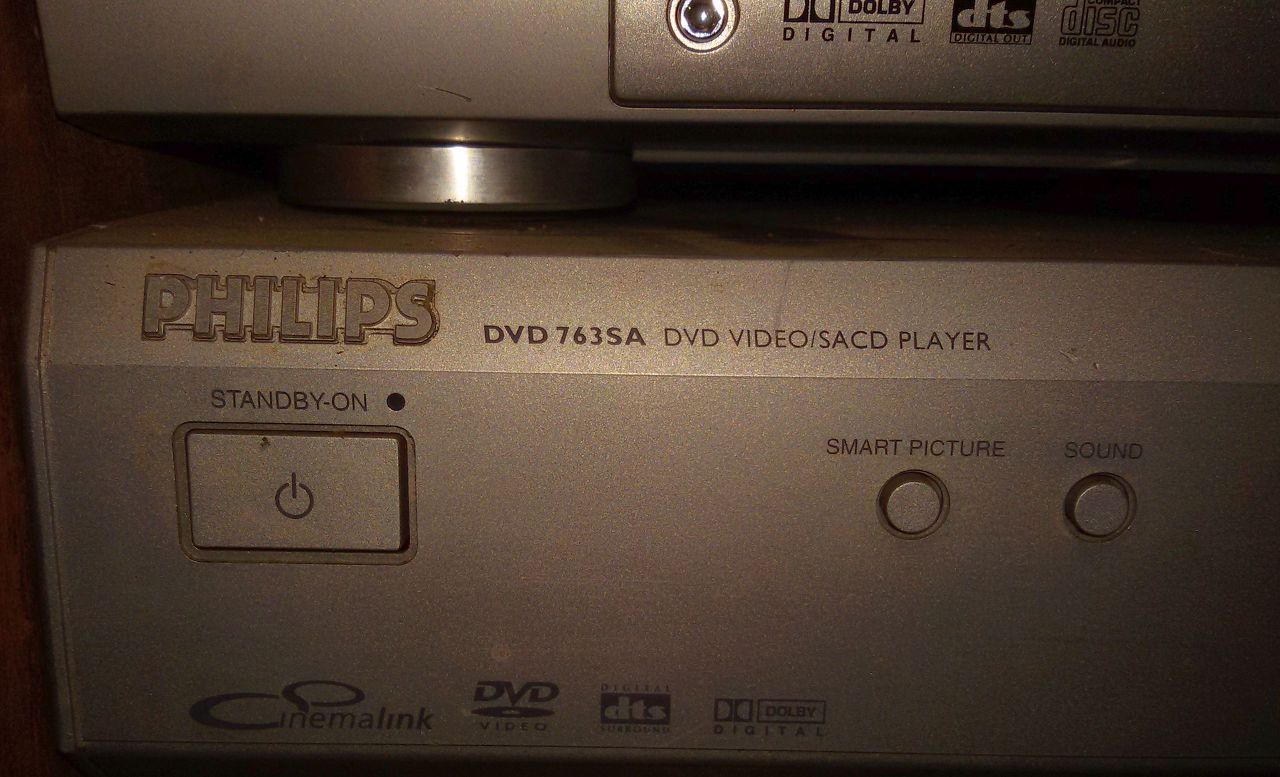 DOLBY
DIGITAL
dts
DIGITAL OUT
COMPACT
disc
DIGITAL AUDIO
PHILIPS
DVD 763SA DVD VIDEO/SACD PLAYER
STANDBY-ON
SMART PICTURE
SOUND
Cinemalink
DVD
VIDEO
DIGITAL
dts
SURROUND
DOLBY
DIGITAL